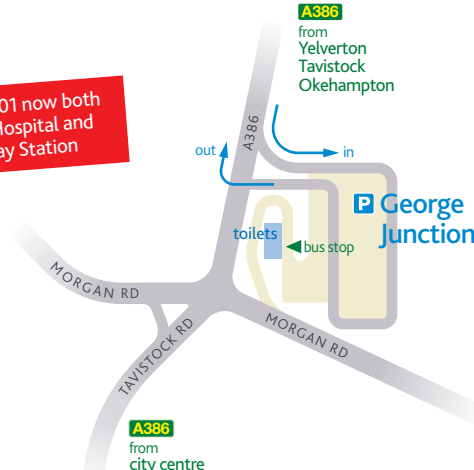 A386
from
Yelverton
Tavistock
Okehampton
01 now both
Hospital and
ay Station
A386
out
in
P George
Junction
toilets
bus stop
MORGAN RD
MORGAN RD
TAVISTOCK RD
A386
from
city centre